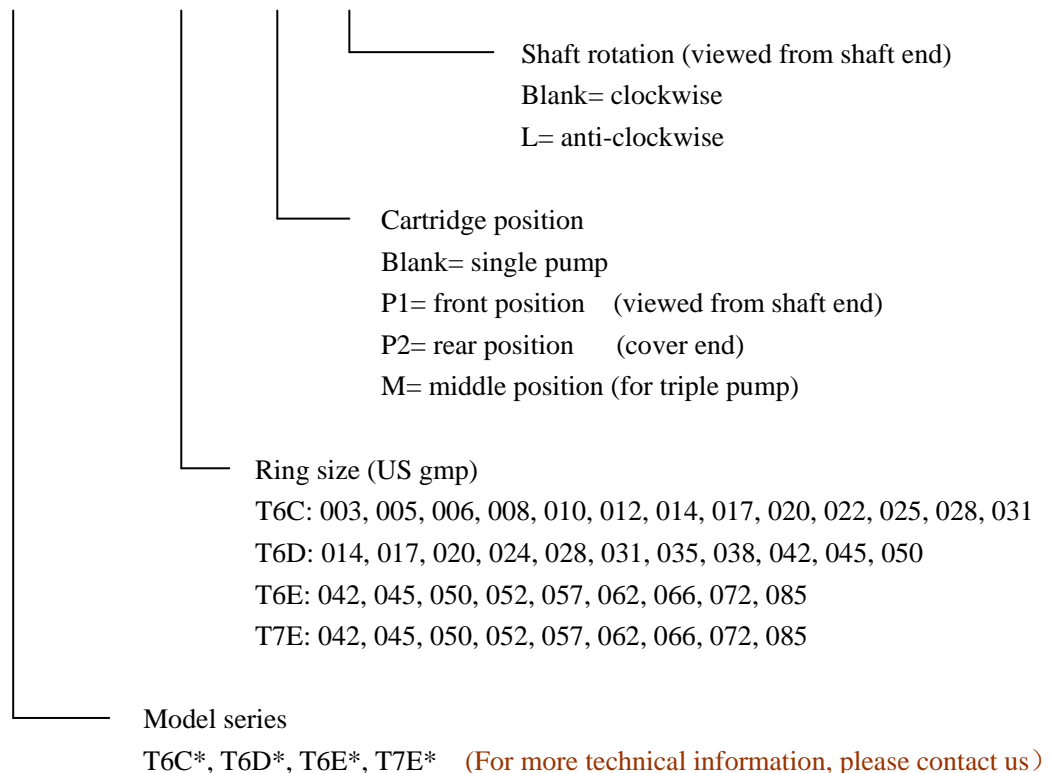 Shaft rotation (viewed from shaft end)
Blank= clockwise
L= anti-clockwise
Cartridge position
Blank= single pump
P1= front position (viewed from shaft end)
P2= rear position (cover end)
M= middle position (for triple pump)
Ring size (US gmp)
T6C: 003, 005, 006, 008, 010, 012, 014, 017, 020, 022, 025, 028, 031
T6D: 014, 017, 020, 024, 028, 031, 035, 038, 042, 045, 050
T6E: 042, 045, 050, 052, 057, 062, 066, 072, 085
T7E: 042, 045, 050, 052, 057, 062, 066, 072, 085
Model series
T6C*, T6D*, T6E*, T7E* (For more technical information, please contact us）